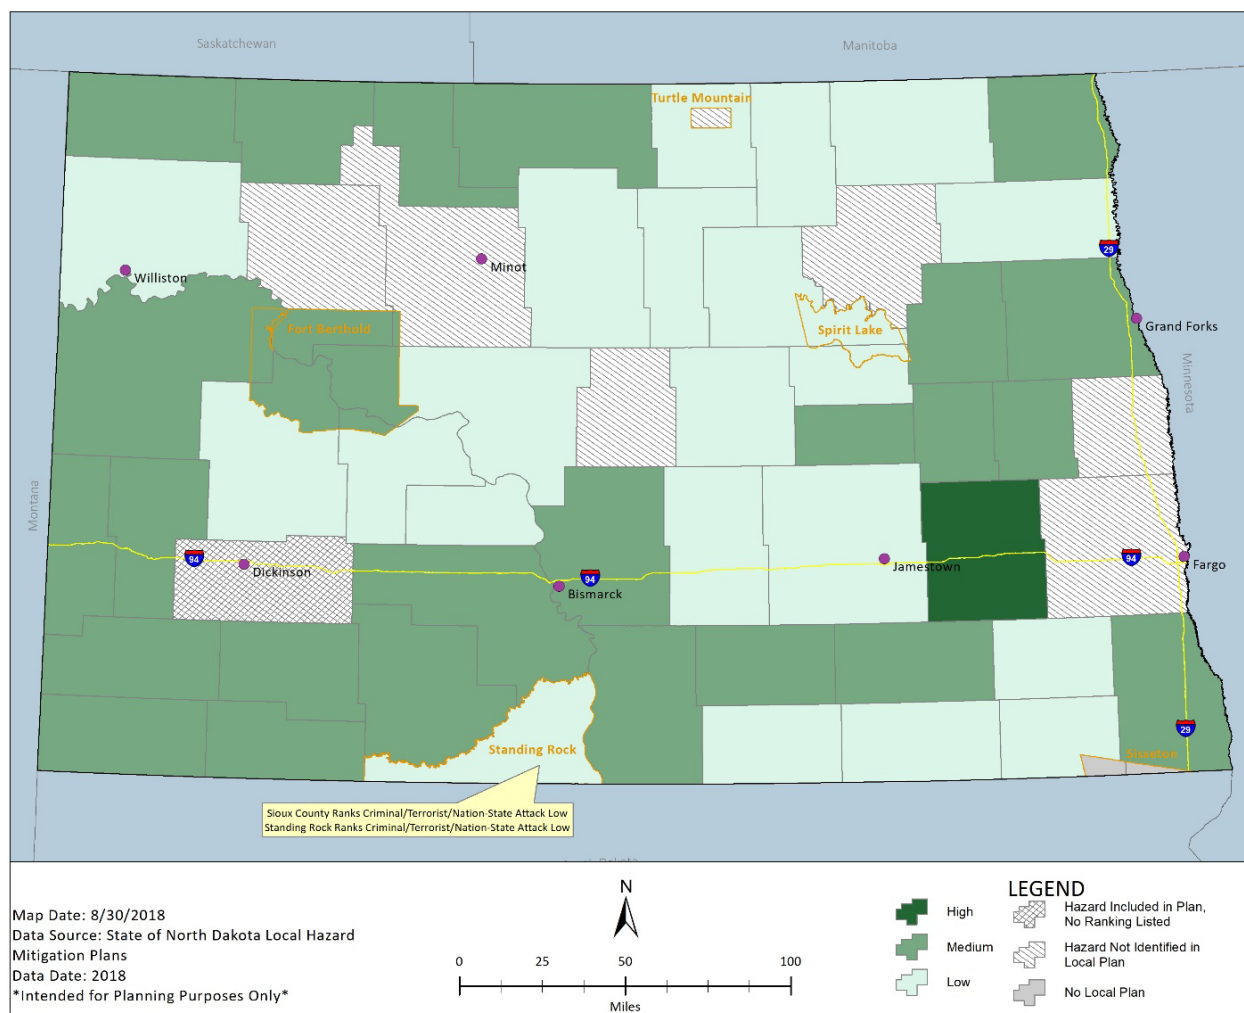 Saskatchewan
Manitoba
Turtle Mountain
29
Minot
Williston
Fort Berthold
Spirit Lake
Grand Forks
Minnesota
Montana
94
Dickinson
94
Bismarck
Jamestown
94
Fargo
Standing Rock
29
Sisseton
Sioux County Ranks Criminal/Terrorist/Nation-State Attack Low
Standing Rock Ranks Criminal/Terrorist/Nation-State Attack Low
Map Date: 8/30/2018
Data Source: State of North Dakota Local Hazard
Mitigation Plans
Data Date: 2018
*Intended for Planning Purposes Only*
N
0 25 50 100
Miles
LEGEND
High
Medium
Low
Hazard Included in Plan,
No Ranking Listed
Hazard Not Identified in
Local Plan
No Local Plan